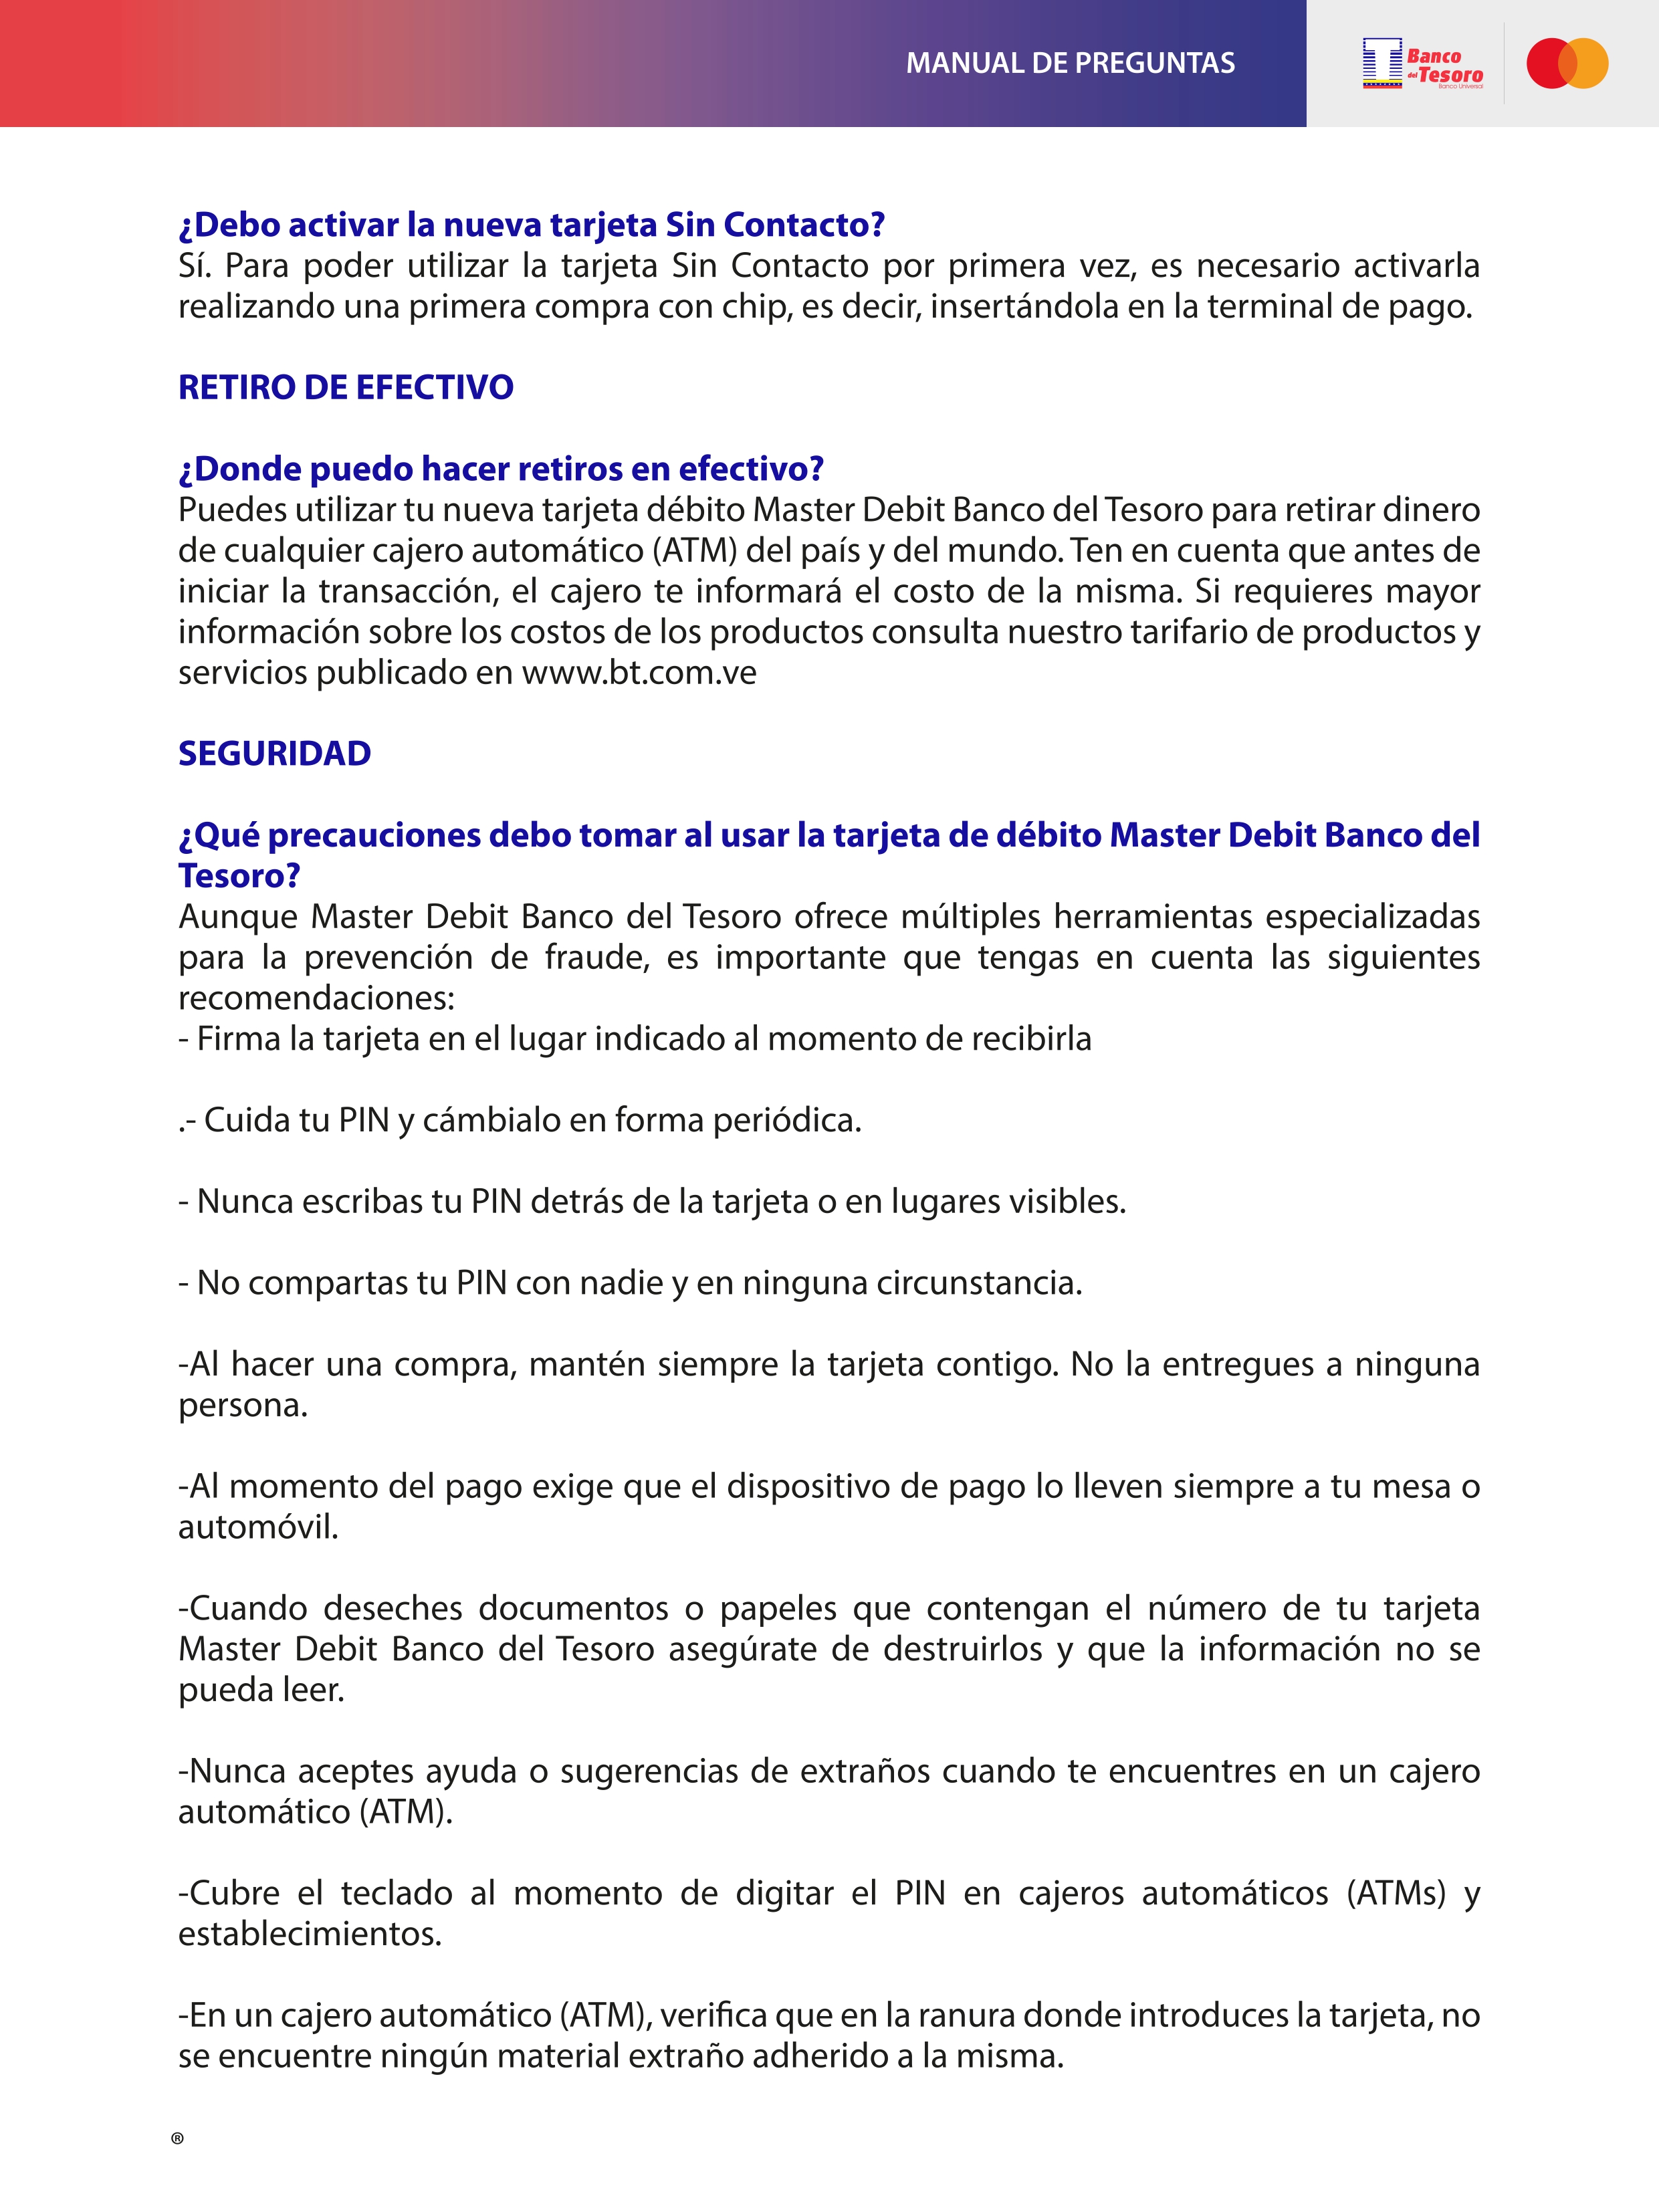 MANUAL DE PREGUNTAS
Banco
del Tesoro
Banco Universal
¿Debo activar la nueva tarjeta Sin Contacto?
Sí. Para poder utilizar la tarjeta Sin Contacto por primera vez, es necesario activarla
realizando una primera compra con chip, es decir, insertándola en la terminal de pago.
RETIRO DE EFECTIVO
¿Donde puedo hacer retiros en efectivo?
Puedes utilizar tu nueva tarjeta débito Master Debit Banco del Tesoro para retirar dinero
de cualquier cajero automático (ATM) del país y del mundo. Ten en cuenta que antes de
iniciar la transacción, el cajero te informará el costo de la misma. Si requieres mayor
información sobre los costos de los productos consulta nuestro tarifario de productos y
servicios publicado en www.bt.com.ve
SEGURIDAD
¿Qué precauciones debo tomar al usar la tarjeta de débito Master Debit Banco del
Tesoro?
Aunque Master Debit Banco del Tesoro ofrece múltiples herramientas especializadas
para la prevención de fraude, es importante que tengas en cuenta las siguientes
recomendaciones:
- Firma la tarjeta en el lugar indicado al momento de recibirla
.- Cuida tu PIN y cámbialo en forma periódica.
- Nunca escribas tu PIN detrás de la tarjeta o en lugares visibles.
- No compartas tu PIN con nadie y en ninguna circunstancia.
-Al hacer una compra, mantén siempre la tarjeta contigo. No la entregues a ninguna
persona.
-Al momento del pago exige que el dispositivo de pago lo lleven siempre a tu mesa o
automóvil.
-Cuando deseches documentos o papeles que contengan el número de tu tarjeta
Master Debit Banco del Tesoro asegúrate de destruirlos y que la información no se
pueda leer.
-Nunca aceptes ayuda o sugerencias de extraños cuando te encuentres en un cajero
automático (ATM).
-Cubre el teclado al momento de digitar el PIN en cajeros automáticos (ATMs) y
establecimientos.
-En un cajero automático (ATM), verifica que en la ranura donde introduces la tarjeta, no
se encuentre ningún material extraño adherido a la misma.
®